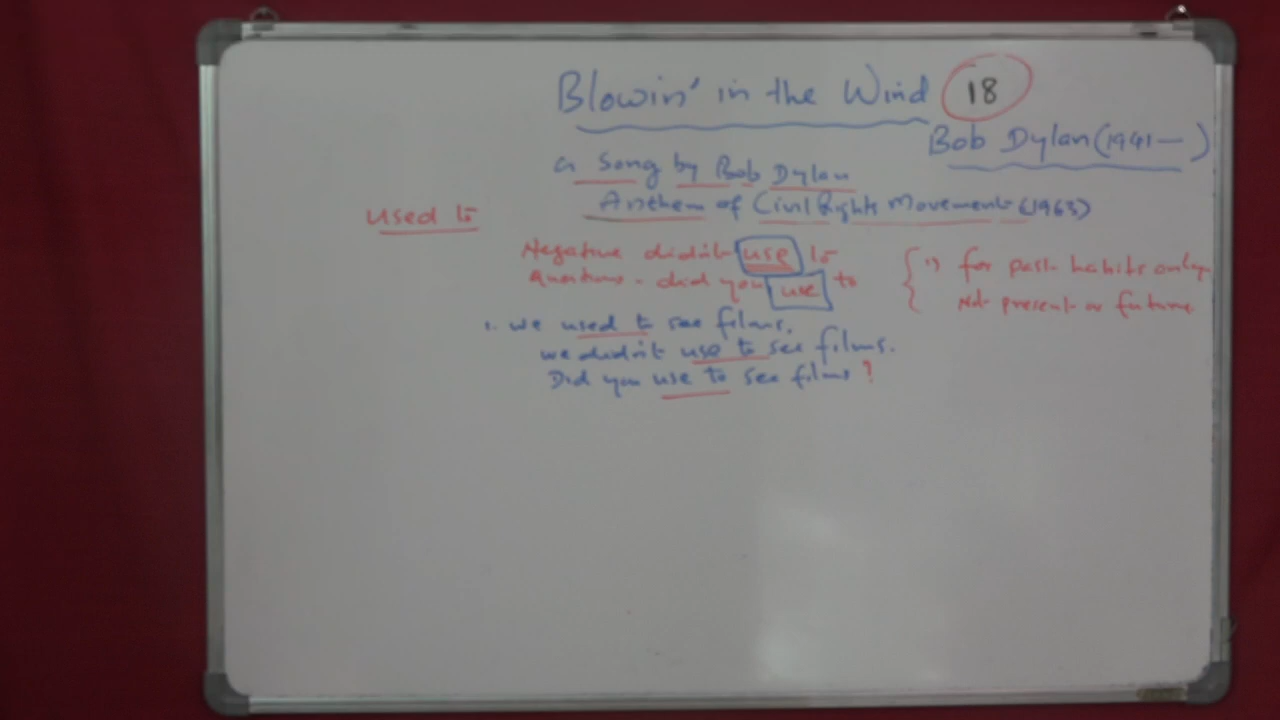 Blowin' in the Wind 18
Bob Dylan (1941 — )
a Song by Bob Dylan
Anthem of Civil Rights Movement (1963)
used to
Negative didn't use to
Questions - did you use to
1) for past habits only
Not present or future
1. we used to see films.
we didn't use to see films.
Did you use to see films?